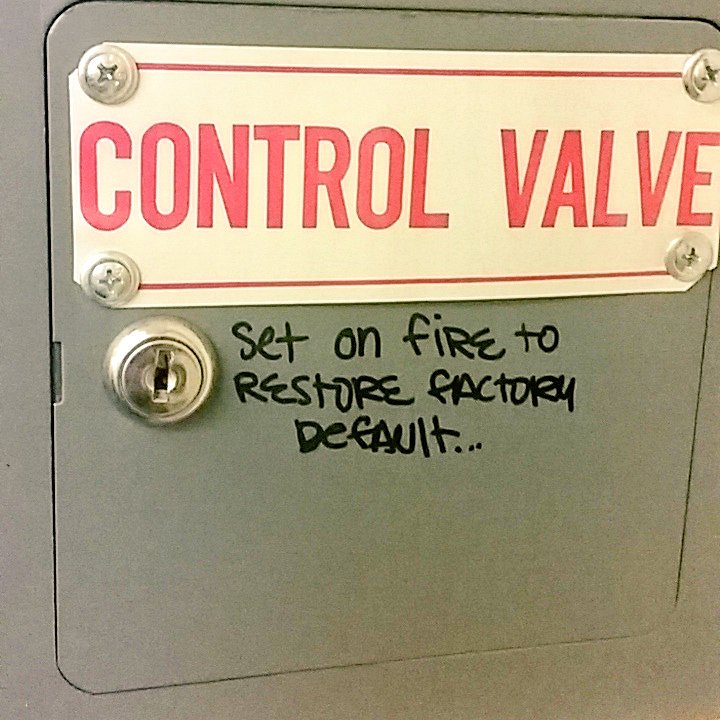 CONTROL VALVE
Set on fiRE to
RESTORE fACTORY
DefAult...